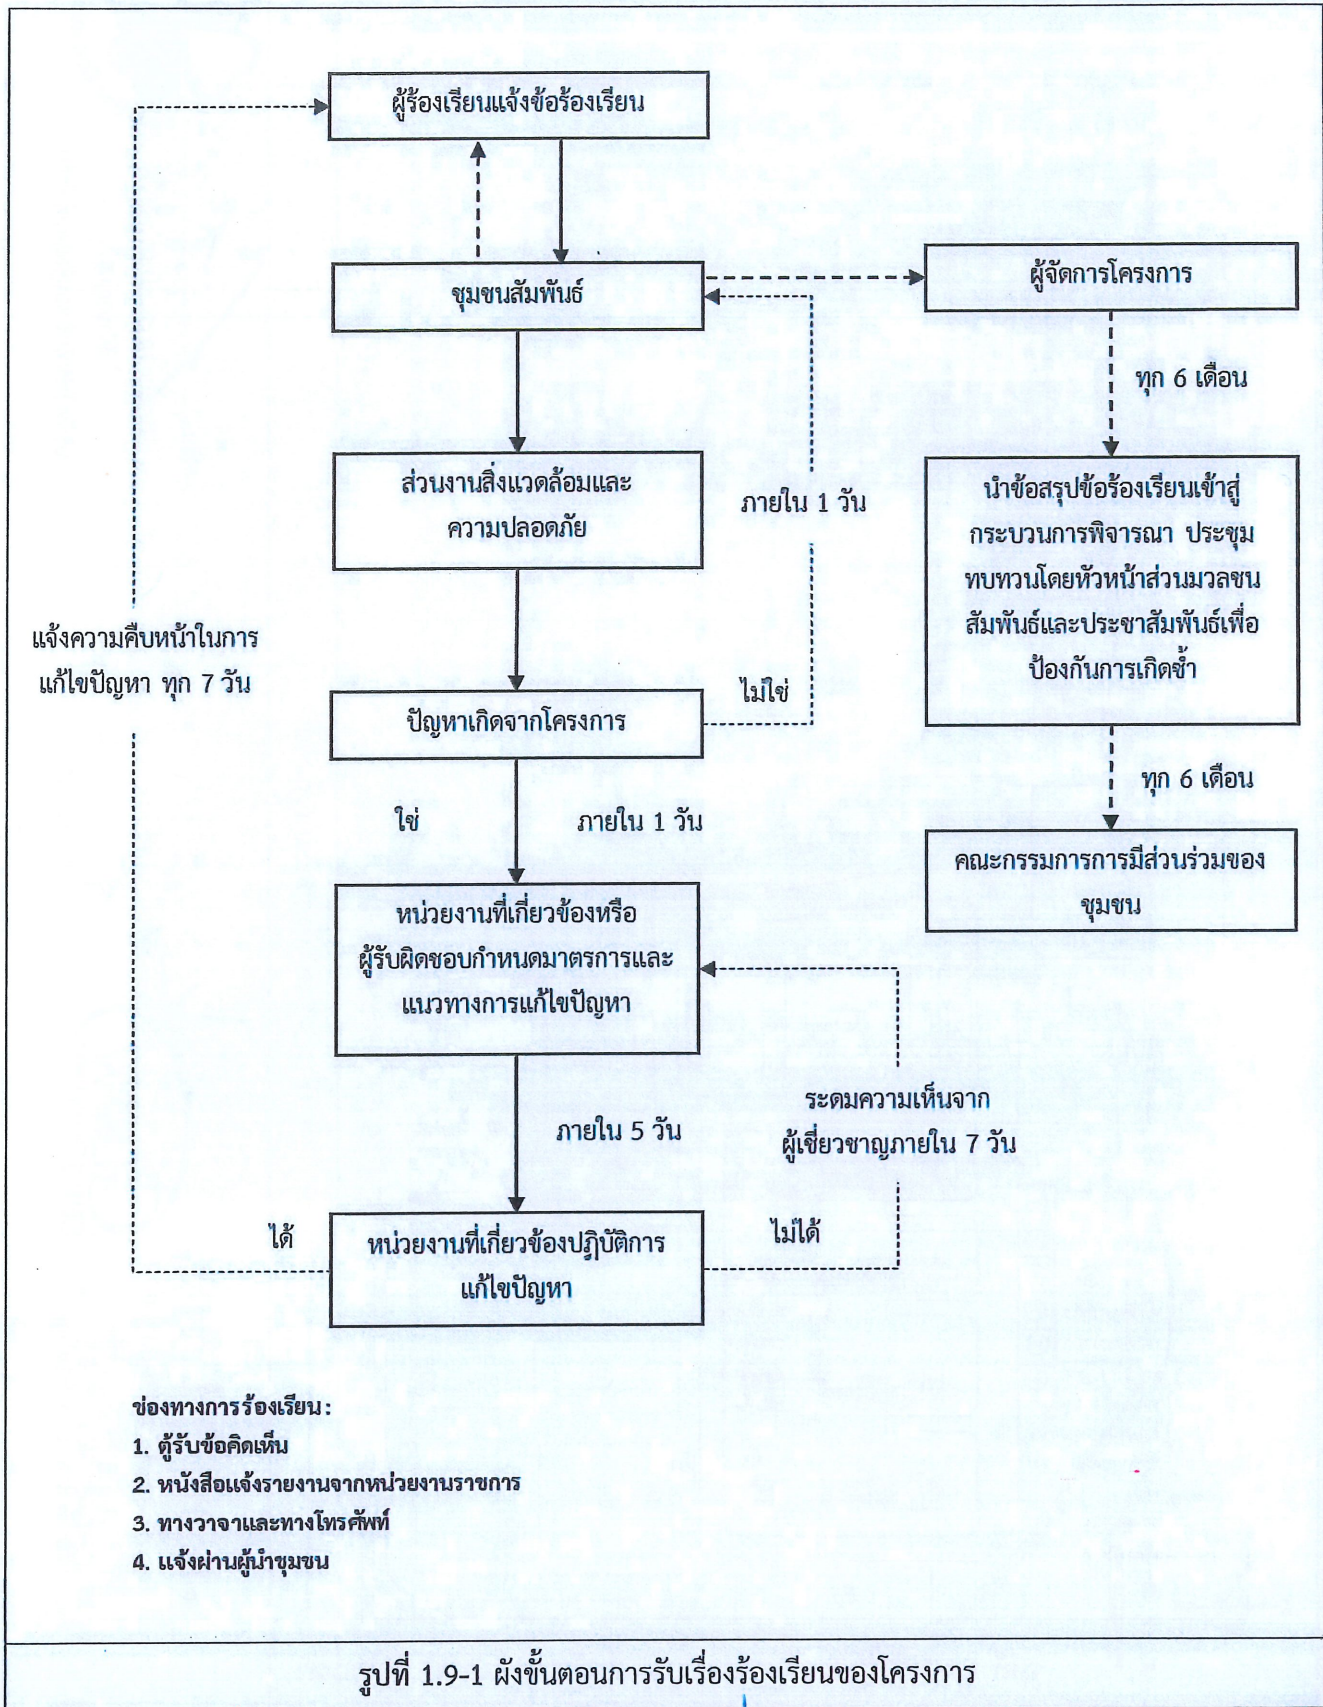 ผู้ร้องเรียนแจ้งข้อร้องเรียน
ชุมชนสัมพันธ์
ผู้จัดการโครงการ
ทุก 6 เดือน
ส่วนงานสิ่งแวดล้อมและ
ความปลอดภัย
ภายใน 1 วัน
นำข้อสรุปข้อร้องเรียนเข้าสู่
กระบวนการพิจารณา ประชุม
ทบทวนโดยหัวหน้าส่วนมวลชน
สัมพันธ์และประชาสัมพันธ์เพื่อ
ป้องกันการเกิดซ้ำ
แจ้งความคืบหน้าในการ
แก้ไขปัญหา ทุก 7 วัน
ปัญหาเกิดจากโครงการ
ไม่ใช่
ทุก 6 เดือน
ใช่
ภายใน 1 วัน
คณะกรรมการการมีส่วนร่วมของ
ชุมชน
หน่วยงานที่เกี่ยวข้องหรือ
ผู้รับผิดชอบกำหนดมาตรการและ
แนวทางการแก้ไขปัญหา
ระดมความเห็นจาก
ผู้เชี่ยวชาญภายใน 7 วัน
ภายใน 5 วัน
ได้
หน่วยงานที่เกี่ยวข้องปฏิบัติการ
แก้ไขปัญหา
ไม่ได้
ช่องทางการร้องเรียน:
1. ตู้รับข้อคิดเห็น
2. หนังสือแจ้งรายงานจากหน่วยงานราชการ
3. ทางวาจาและทางโทรศัพท์
4. แจ้งผ่านผู้นำชุมชน
รูปที่ 1.9-1 ผังขั้นตอนการรับเรื่องร้องเรียนของโครงการ